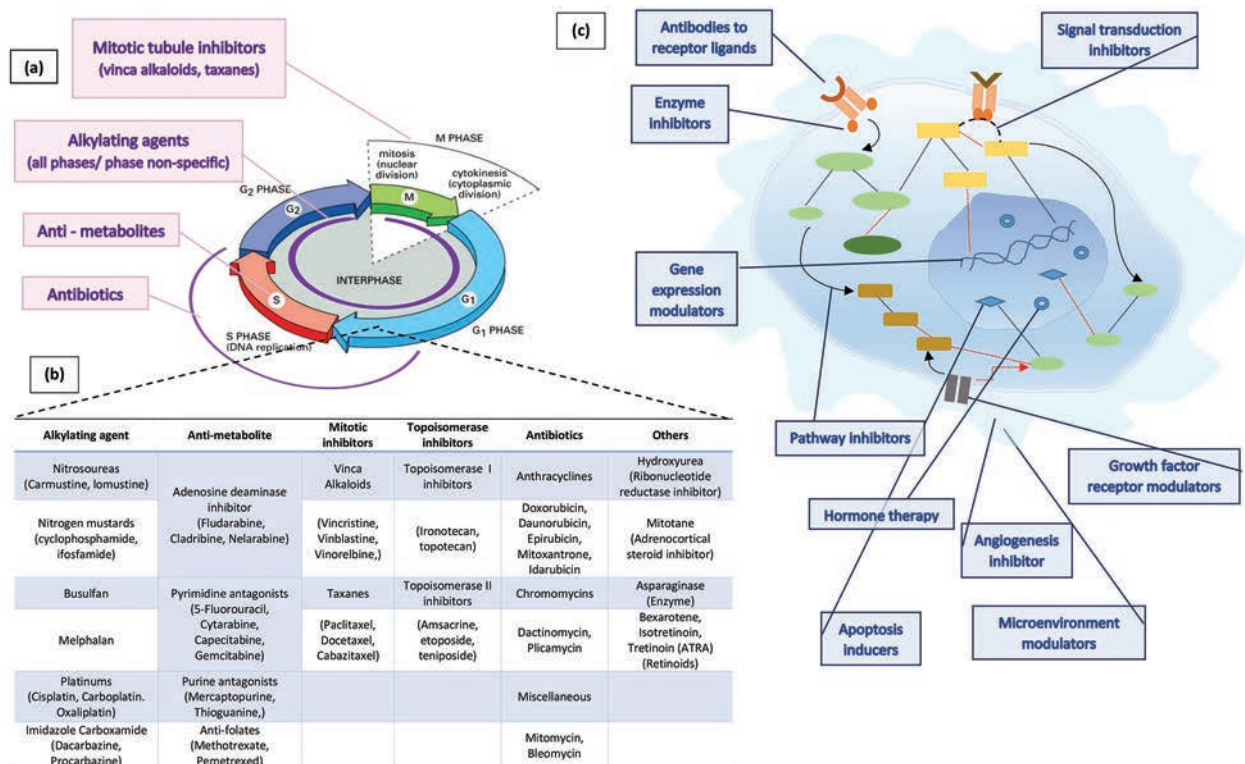 (a)
Mitotic tubule inhibitors
(vinca alkaloids, taxanes)
Alkylating agents
(all phases/ phase non-specific)
Anti - metabolites
Antibiotics
M PHASE
mitosis
(nuclear
division)
cytokinesis
(cytoplasmic
division)
G2 PHASE
G2
M
INTERPHASE
S
G1
G1 PHASE
S PHASE
(DNA replication)
(b)
Alkylating agent
Anti-metabolite
Mitotic
inhibitors
Topoisomerase
inhibitors
Antibiotics
Others
Nitrosoureas
(Carmustine, lomustine)
Adenosine deaminase
inhibitor
(Fludarabine,
Cladribine, Nelarabine)
Vinca
Alkaloids
Topoisomerase I
inhibitors
Anthracyclines
Hydroxyurea
(Ribonucleotide
reductase inhibitor)
Nitrogen mustards
(cyclophosphamide,
ifosfamide)
(Vincristine,
Vinblastine,
Vinorelbine,)
(Ironotecan,
topotecan)
Doxorubicin,
Daunorubicin,
Epirubicin,
Mitoxantrone,
Idarubicin
Mitotane
(Adrenocortical
steroid inhibitor)
Busulfan
Pyrimidine antagonists
(5-Fluorouracil,
Cytarabine,
Capecitabine,
Gemcitabine)
Taxanes
Topoisomerase II
inhibitors
Chromomycins
Asparaginase
(Enzyme)
Melphalan
(Paclitaxel,
Docetaxel,
Cabazitaxel)
(Amsacrine,
etoposide,
teniposide)
Dactinomycin,
Plicamycin
Bexarotene,
Isotretinoin,
Tretinoin (ATRA)
(Retinoids)
Platinums
(Cisplatin, Carboplatin.
Oxaliplatin)
Purine antagonists
(Mercaptopurine,
Thioguanine,)
Miscellaneous
Imidazole Carboxamide
(Dacarbazine,
Procarbazine)
Anti-folates
(Methotrexate,
Pemetrexed)
Mitomycin,
Bleomycin
(c)
Antibodies to
receptor ligands
Signal transduction
inhibitors
Enzyme
inhibitors
Gene
expression
modulators
Pathway inhibitors
Growth factor
receptor modulators
Hormone therapy
Angiogenesis
inhibitor
Apoptosis
inducers
Microenvironment
modulators